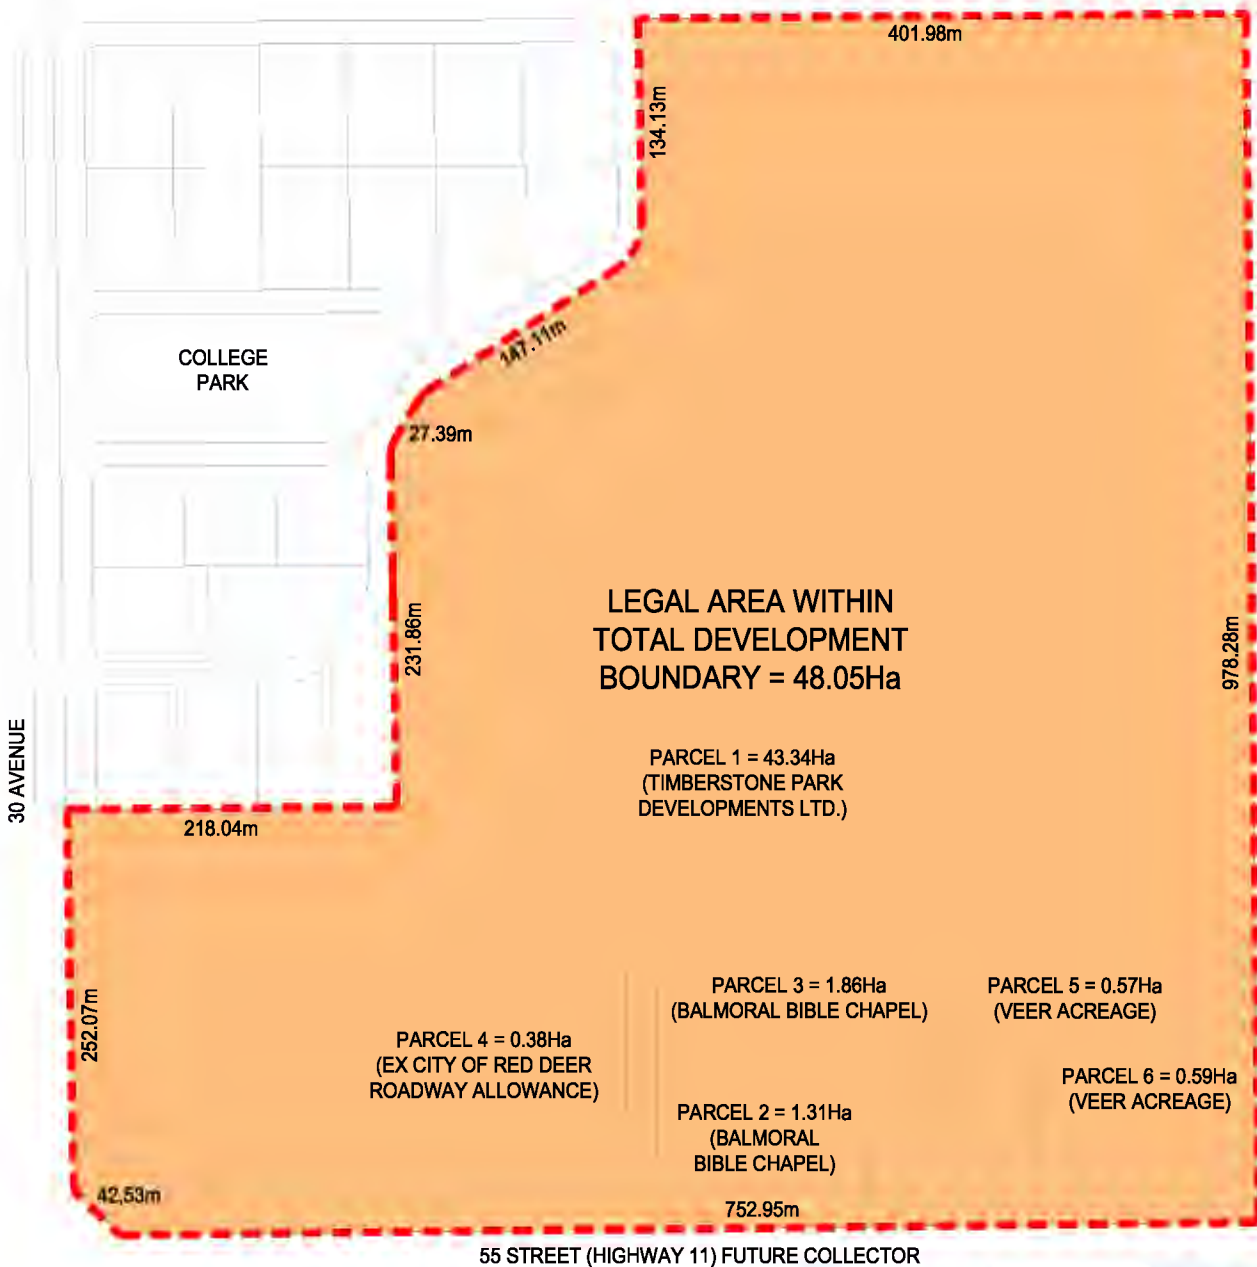 401.98m
134.13m
147.11m
COLLEGE
PARK
27.39m
231.86m
LEGAL AREA WITHIN
TOTAL DEVELOPMENT
BOUNDARY = 48.05Ha
978.28m
30 AVENUE
PARCEL 1 = 43.34Ha
(TIMBERSTONE PARK
DEVELOPMENTS LTD.)
218.04m
252.07m
PARCEL 3 = 1.86Ha
(BALMORAL BIBLE CHAPEL)
PARCEL 5 = 0.57Ha
(VEER ACREAGE)
PARCEL 4 = 0.38Ha
(EX CITY OF RED DEER
ROADWAY ALLOWANCE)
PARCEL 6 = 0.59Ha
(VEER ACREAGE)
PARCEL 2 = 1.31Ha
(BALMORAL
BIBLE CHAPEL)
42.53m
752.95m
55 STREET (HIGHWAY 11) FUTURE COLLECTOR